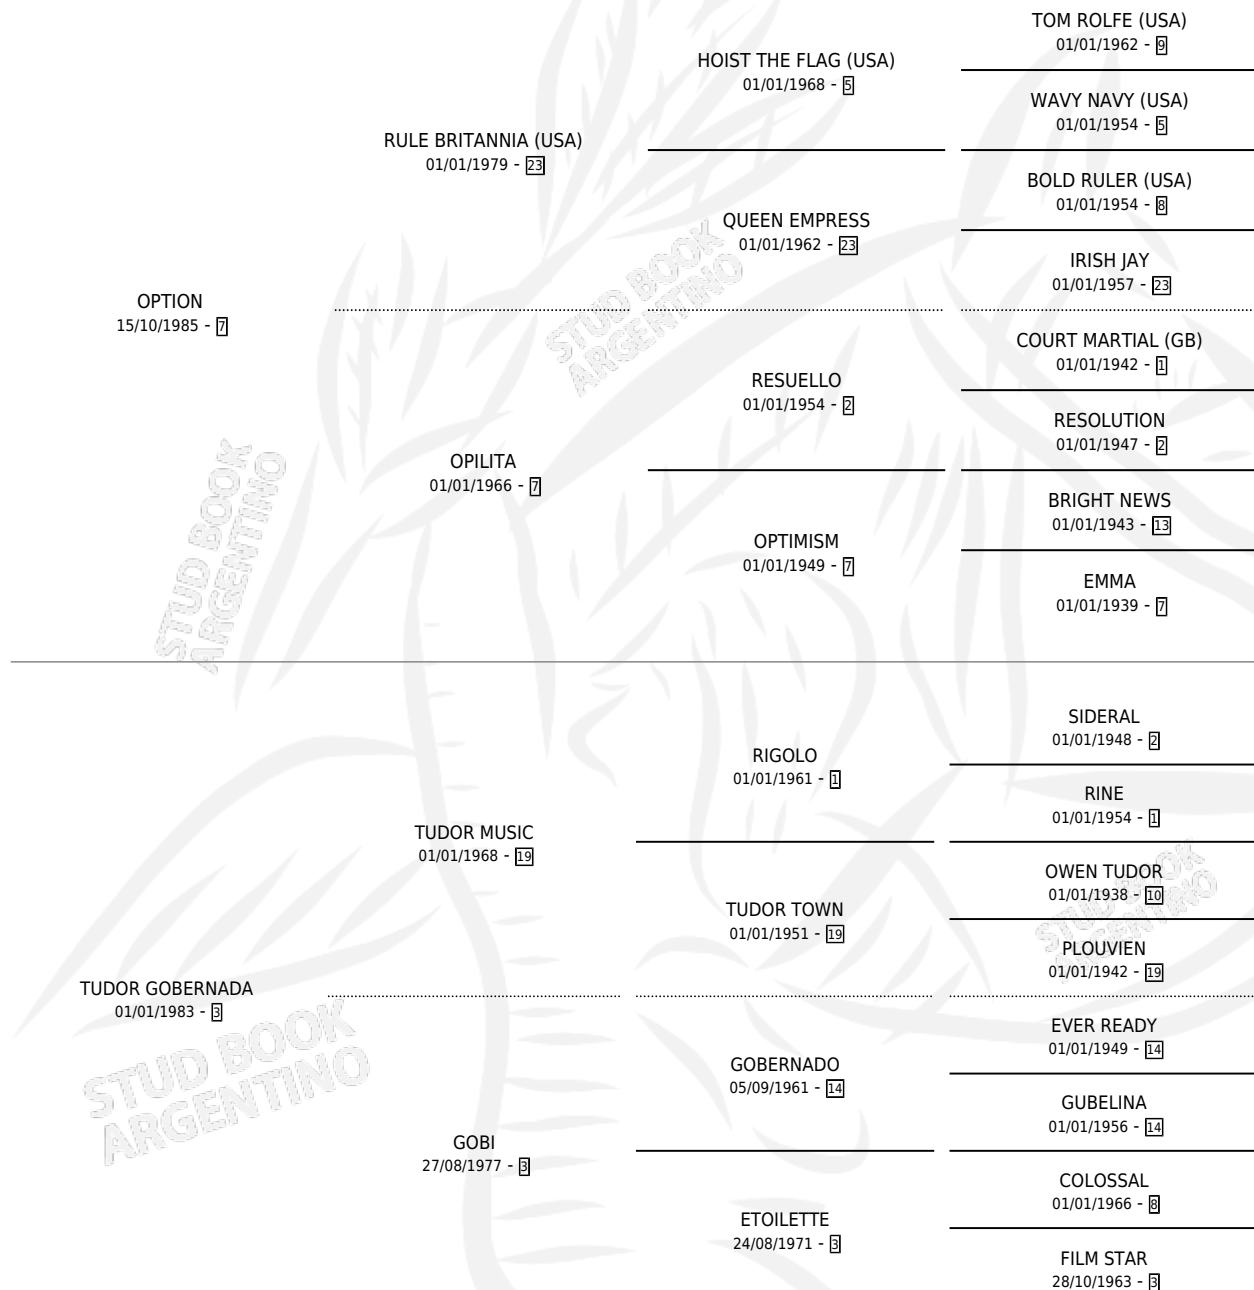 TOM ROLFE (USA)
01/01/1962 - 9
HOIST THE FLAG (USA)
01/01/1968 - 5
WAVY NAVY (USA)
01/01/1954 - 5
RULE BRITANNIA (USA)
01/01/1979 - 23
BOLD RULER (USA)
01/01/1954 - 8
QUEEN EMPRESS
01/01/1962 - 23
IRISH JAY
01/01/1957 - 23
OPTION
15/10/1985 - 7
COURT MARTIAL (GB)
01/01/1942 - 1
RESUELLO
01/01/1954 - 2
RESOLUTION
01/01/1947 - 2
OPILITA
01/01/1966 - 7
BRIGHT NEWS
01/01/1943 - 13
OPTIMISM
01/01/1949 - 7
EMMA
01/01/1939 - 7
SIDERAL
01/01/1948 - 2
RIGOLO
01/01/1961 - 1
RINE
01/01/1954 - 1
TUDOR MUSIC
01/01/1968 - 19
OWEN TUDOR
01/01/1938 - 10
TUDOR TOWN
01/01/1951 - 19
PLOUVIEN
01/01/1942 - 19
TUDOR GOBERNADA
01/01/1983 - 3
EVER READY
01/01/1949 - 14
GOBERNADO
05/09/1961 - 14
GUBELINA
01/01/1956 - 14
GOBI
27/08/1977 - 3
COLOSSAL
01/01/1966 - 8
ETOILETTE
24/08/1971 - 3
FILM STAR
28/10/1963 - 3
STUD BOOK
ARGENTINO
STUD BOOK
ARGENTINO
STUD BOOK
ARGENTINO
STUD BOOK
ARGENTINO